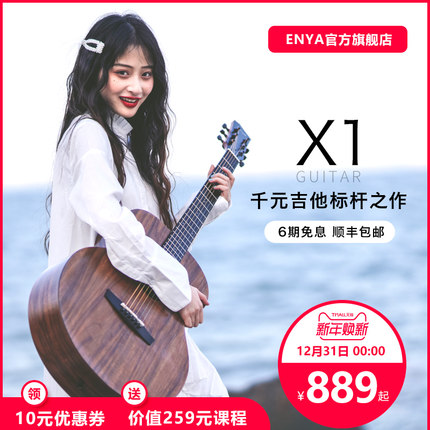 ENYA官方旗舰店
X1
GUITAR
千元吉他标杆之作
6期免息 顺丰包邮
TMALL天猫
新年焕新
12月31日 00:00
¥889起
领 送
10元优惠券 价值259元课程